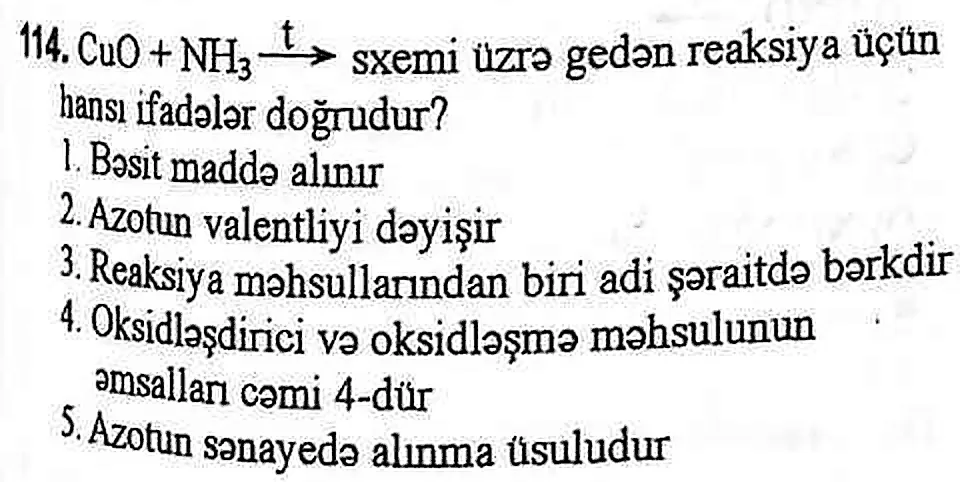 114. CuO + NH₃ —t→ sxemi üzrə gedən reaksiya üçün
hansı ifadələr doğrudur?
1. Bəsit maddə alınır
2. Azotun valentliyi dəyişir
3. Reaksiya məhsullarından biri adi şəraitdə bərkdir
4. Oksidləşdirici və oksidləşmə məhsulunun
əmsalları cəmi 4-dür
5. Azotun sənayedə alınma üsuludur